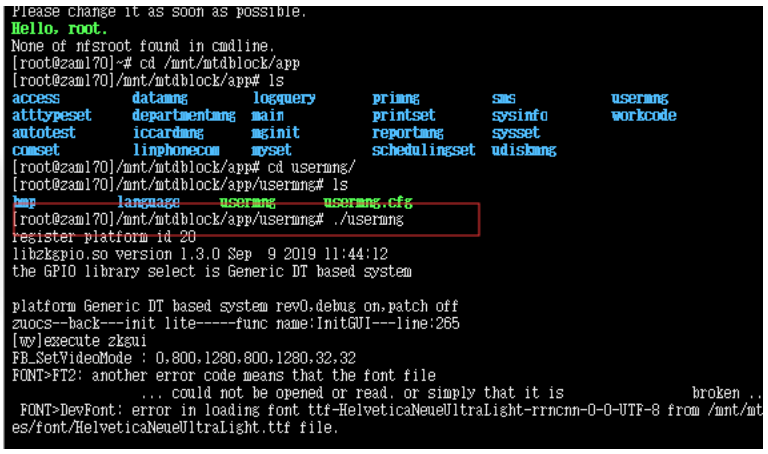 Please change it as soon as possible.
Hello, root.
None of nfsroot found in cmdline.
[root@zam170]~# cd /mnt/mtdblock/app
[root@zam170]/mnt/mtdblock/app# ls
access datamng logquery primng sms usermng
atttypeset departmentmng main printset sysinfo workcode
autotest iccardmng mginit reportmng sysset
comset linphonecom myset schedulingset udiskmng
[root@zam170]/mnt/mtdblock/app# cd usermng/
[root@zam170]/mnt/mtdblock/app/usermng# ls
bmp language usermng usermng.cfg
[root@zam170]/mnt/mtdblock/app/usermng# ./usermng
register platform id 20
libzkgpio.so version 1.3.0 Sep 9 2019 11:44:12
the GPIO library select is Generic DT based system
platform Generic DT based system rev0,debug on,patch off
zuocs--back---init lite-----func name:InitGUI---line:265
[wy]execute zkgui
FB_SetVideoMode : 0,800,1280,800,1280,32,32
FONT>FT2: another error code means that the font file
... could not be opened or read. or simply that it is broken ..
FONT>DevFont: error in loading font ttf-HelveticaNeueUltraLight-rrncnn-0-0-UTF-8 from /mnt/mt
es/font/HelveticaNeueUltraLight.ttf file.